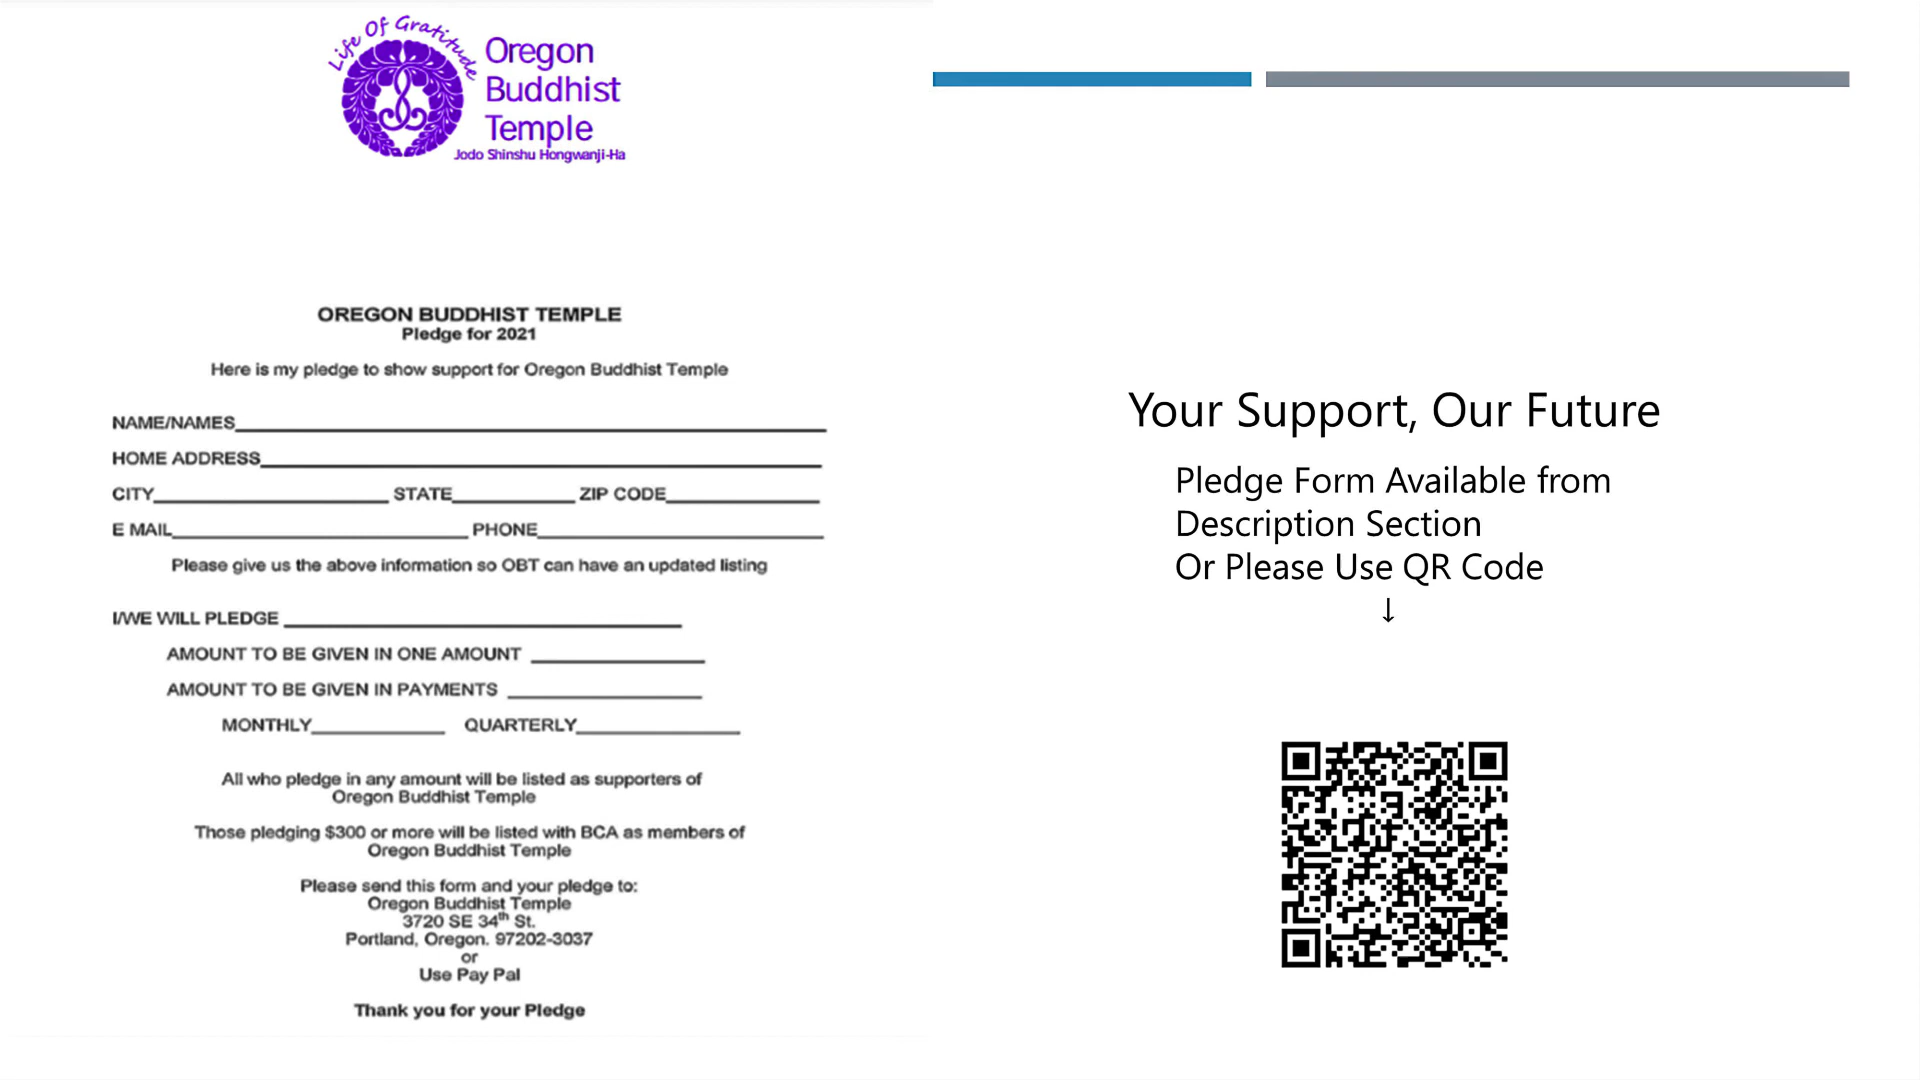 Life Of Gratitude
Oregon
Buddhist
Temple
Jodo Shinshu Hongwanji-Ha
OREGON BUDDHIST TEMPLE
Pledge for 2021
Here is my pledge to show support for Oregon Buddhist Temple
NAME/NAMES
HOME ADDRESS
CITY STATE ZIP CODE
E MAIL PHONE
Please give us the above information so OBT can have an updated listing
I/WE WILL PLEDGE
AMOUNT TO BE GIVEN IN ONE AMOUNT
AMOUNT TO BE GIVEN IN PAYMENTS
MONTHLY QUARTERLY
All who pledge in any amount will be listed as supporters of
Oregon Buddhist Temple
Those pledging $300 or more will be listed with BCA as members of
Oregon Buddhist Temple
Please send this form and your pledge to:
Oregon Buddhist Temple
3720 SE 34th St.
Portland, Oregon. 97202-3037
or
Use Pay Pal
Thank you for your Pledge
Your Support, Our Future
Pledge Form Available from
Description Section
Or Please Use QR Code
↓